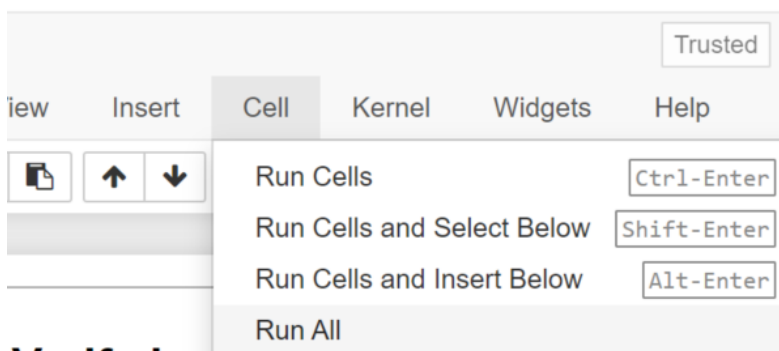 Trusted
iew Insert Cell Kernel Widgets Help
Run Cells Ctrl-Enter
Run Cells and Select Below Shift-Enter
Run Cells and Insert Below Alt-Enter
Run All